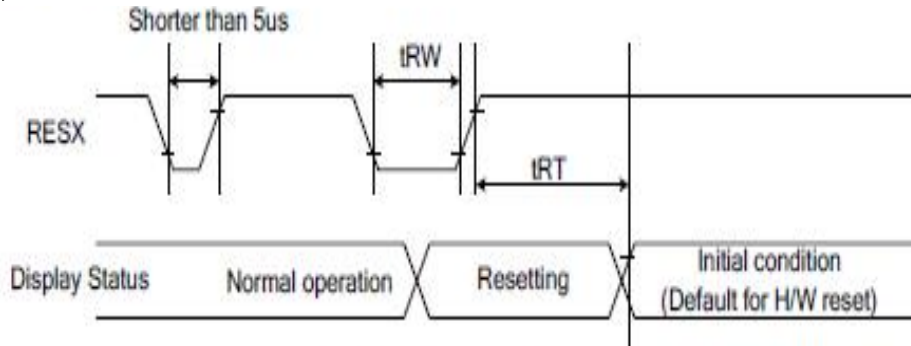 Shorter than 5us
tRW
RESX
tRT
Display Status
Normal operation
Resetting
Initial condition
(Default for H/W reset)